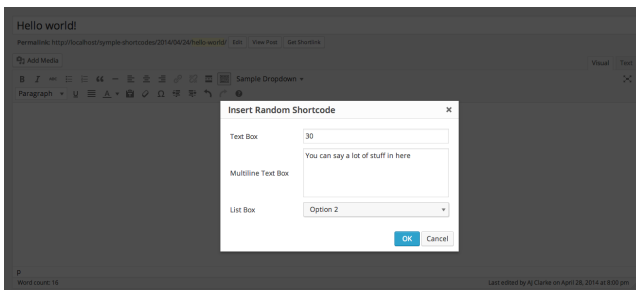 Hello world!
Permalink: http://localhost/symple-shortcodes/2014/04/24/hello-world/ Edit View Post Get Shortlink
Add Media
Visual Text
Sample Dropdown
Paragraph
Insert Random Shortcode
Text Box 30
You can say a lot of stuff in here
Multiline Text Box
List Box Option 2
OK Cancel
p
Word count: 16 Last edited by AJ Clarke on April 28, 2014 at 8:00 pm